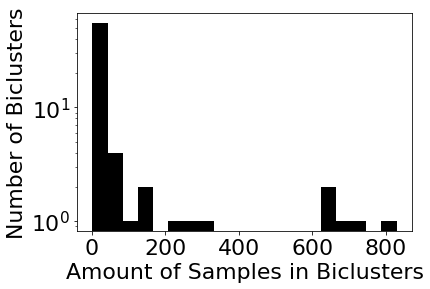 Number of Biclusters
10^1
10^0
0 200 400 600 800
Amount of Samples in Biclusters